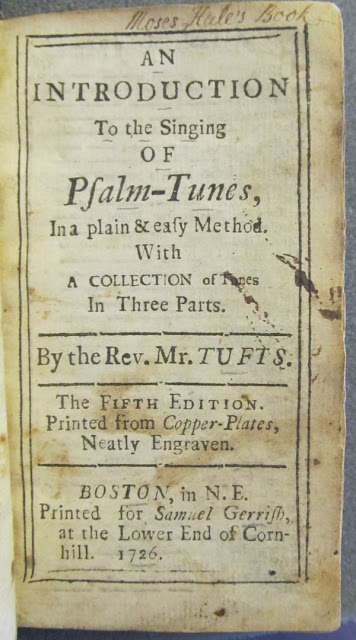 Moses Hale's Book
AN
INTRODUCTION
To the Singing
OF
Pſalm-Tunes,
In a plain & eaſy Method.
With
A COLLECTION of Tunes
In Three Parts.
By the Rev. Mr. TUFTS.
The FIFTH EDITION.
Printed from Copper-Plates,
Neatly Engraven.
BOSTON, in N. E.
Printed for Samuel Gerriſh,
at the Lower End of Corn-
hill. 1726.